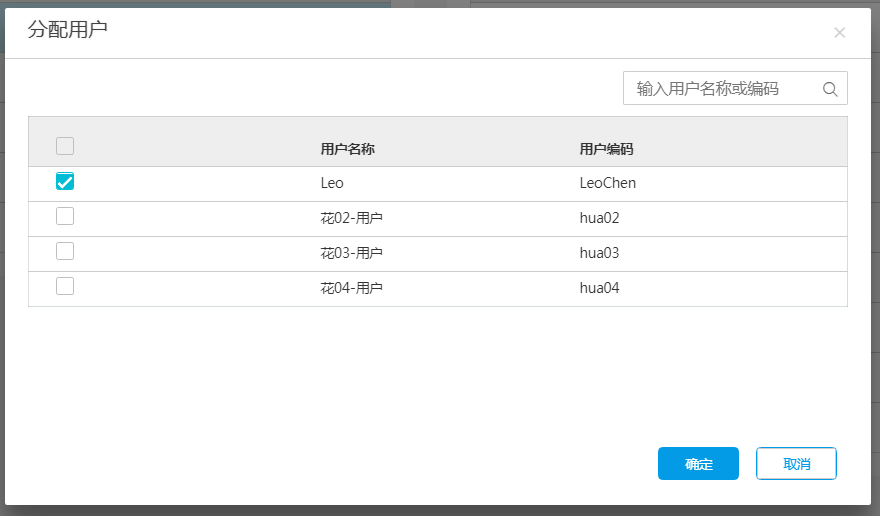 分配用户
输入用户名称或编码
用户名称 用户编码
Leo LeoChen
花02-用户 hua02
花03-用户 hua03
花04-用户 hua04
确定 取消